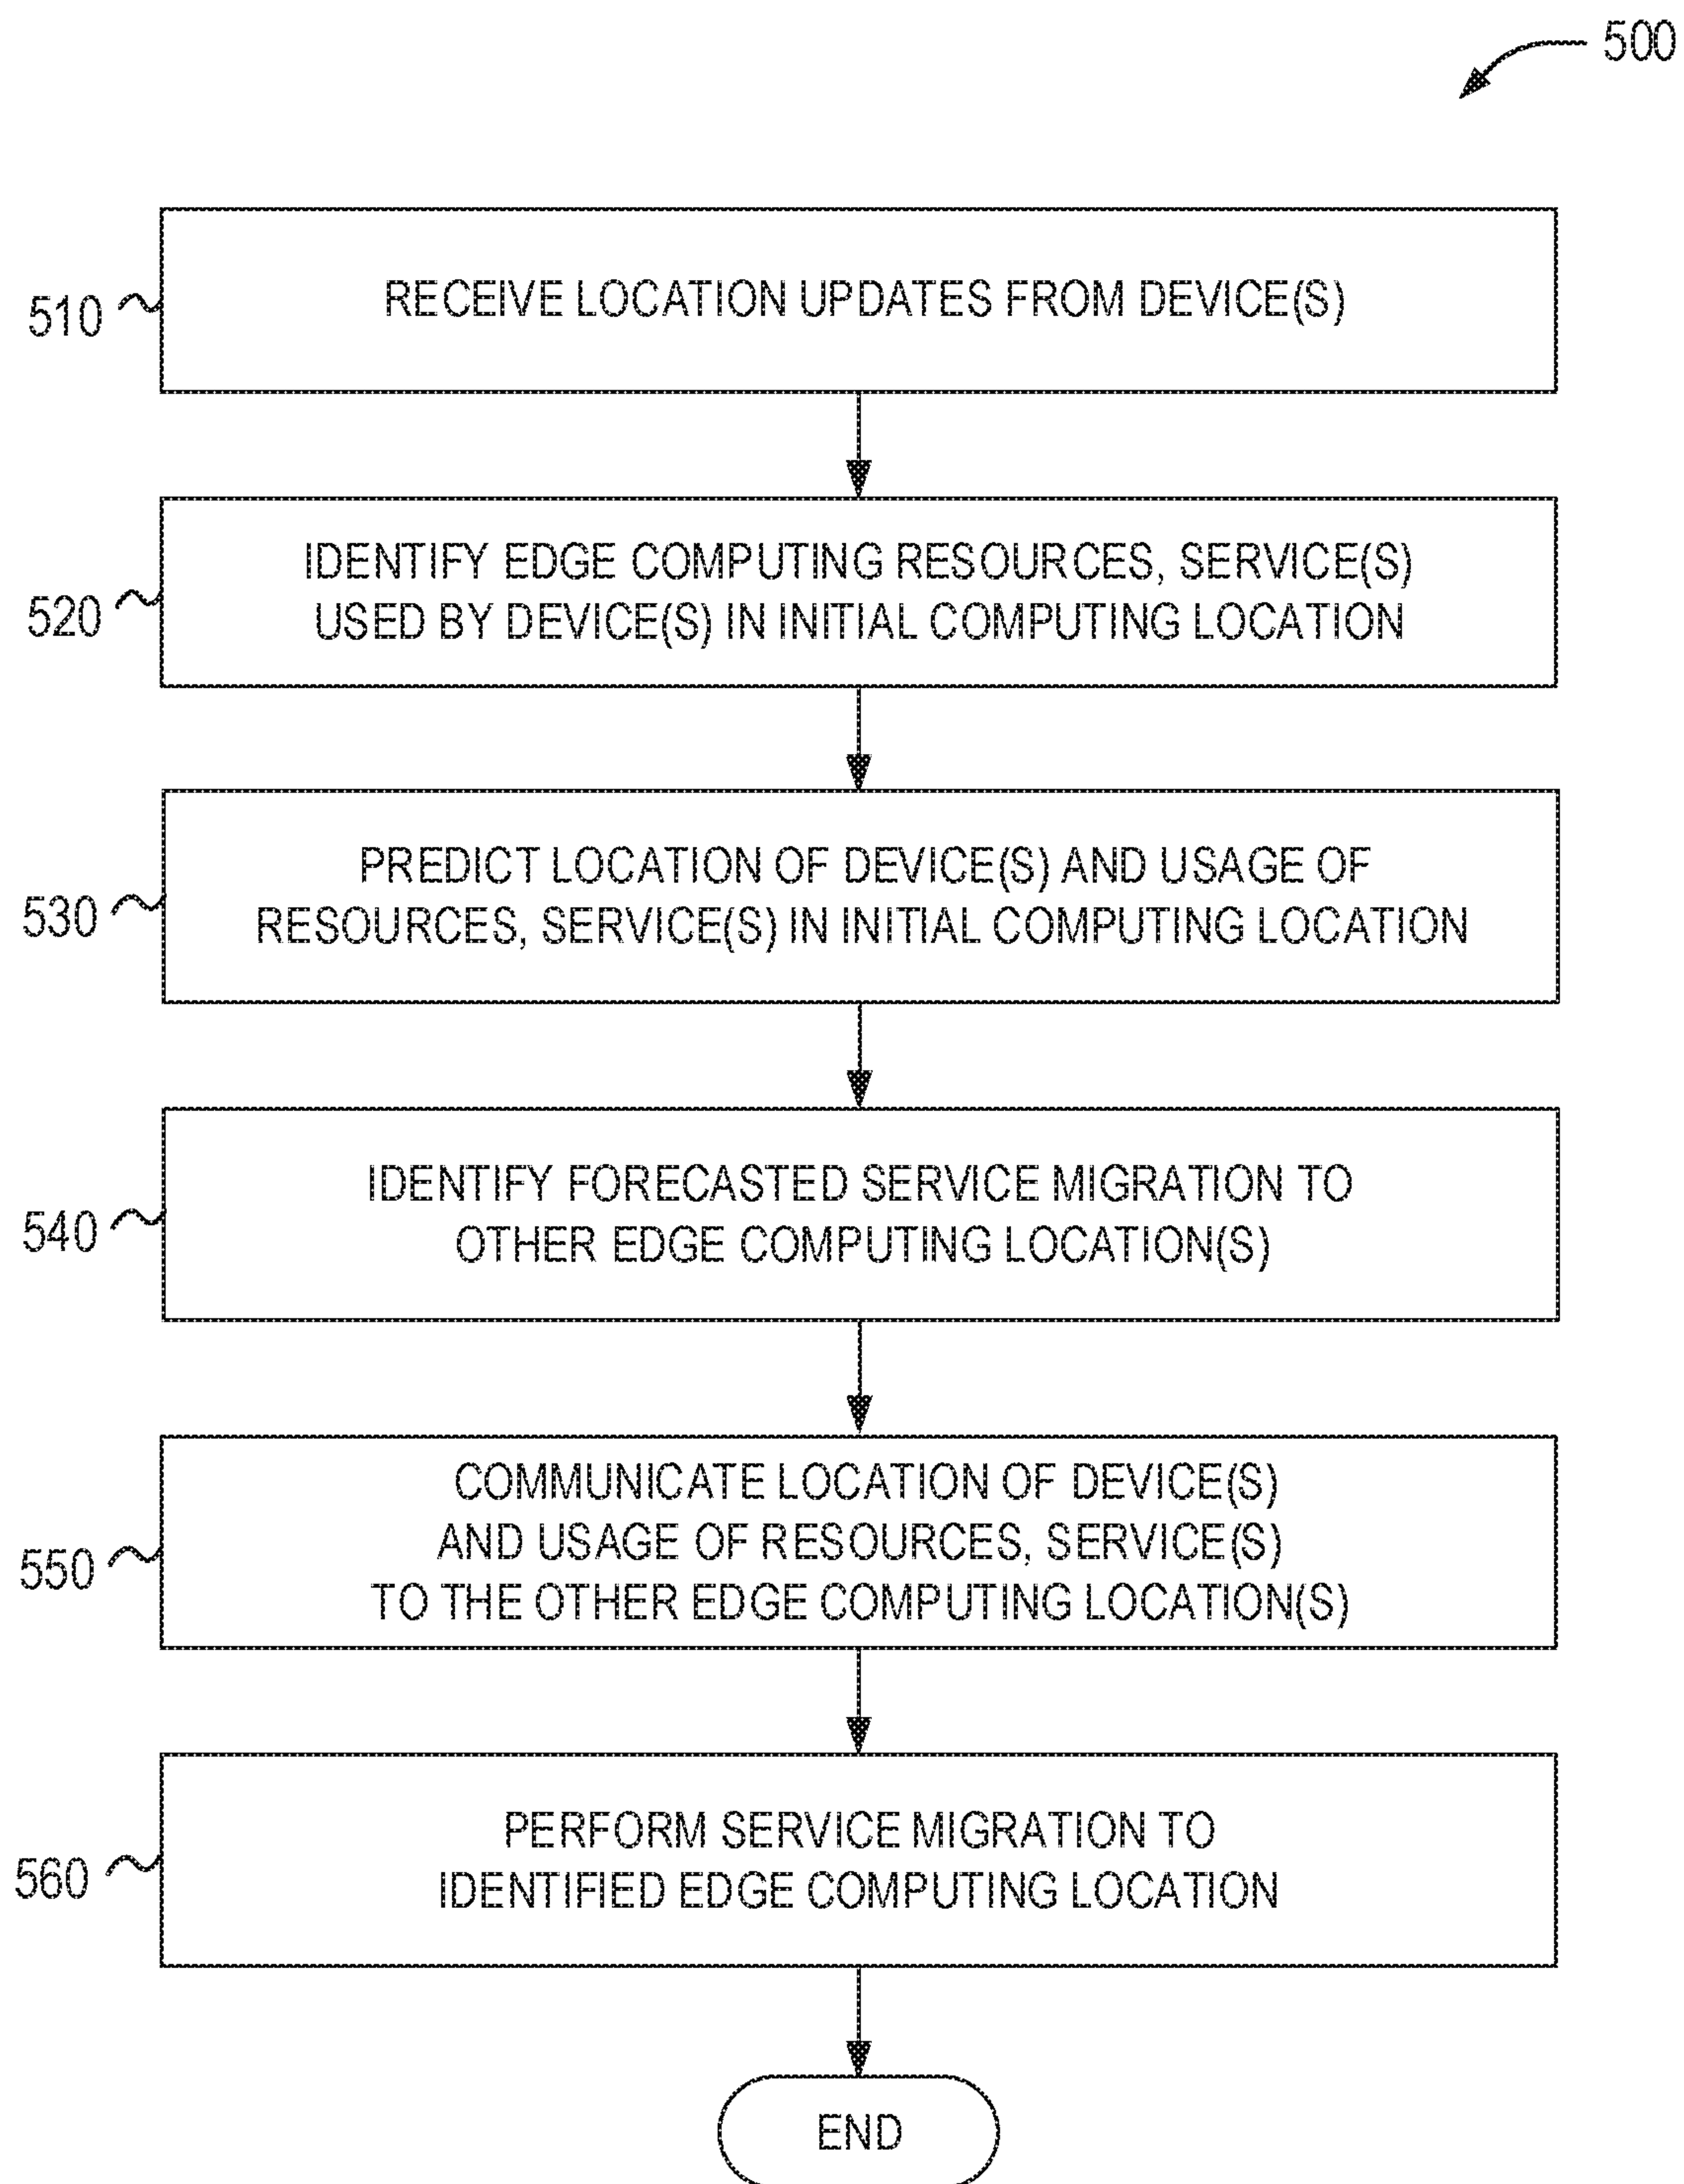 500
510
RECEIVE LOCATION UPDATES FROM DEVICE(S)
520
IDENTIFY EDGE COMPUTING RESOURCES, SERVICE(S)
USED BY DEVICE(S) IN INITIAL COMPUTING LOCATION
530
PREDICT LOCATION OF DEVICE(S) AND USAGE OF
RESOURCES, SERVICE(S) IN INITIAL COMPUTING LOCATION
540
IDENTIFY FORECASTED SERVICE MIGRATION TO
OTHER EDGE COMPUTING LOCATION(S)
550
COMMUNICATE LOCATION OF DEVICE(S)
AND USAGE OF RESOURCES, SERVICE(S)
TO THE OTHER EDGE COMPUTING LOCATION(S)
560
PERFORM SERVICE MIGRATION TO
IDENTIFIED EDGE COMPUTING LOCATION
END